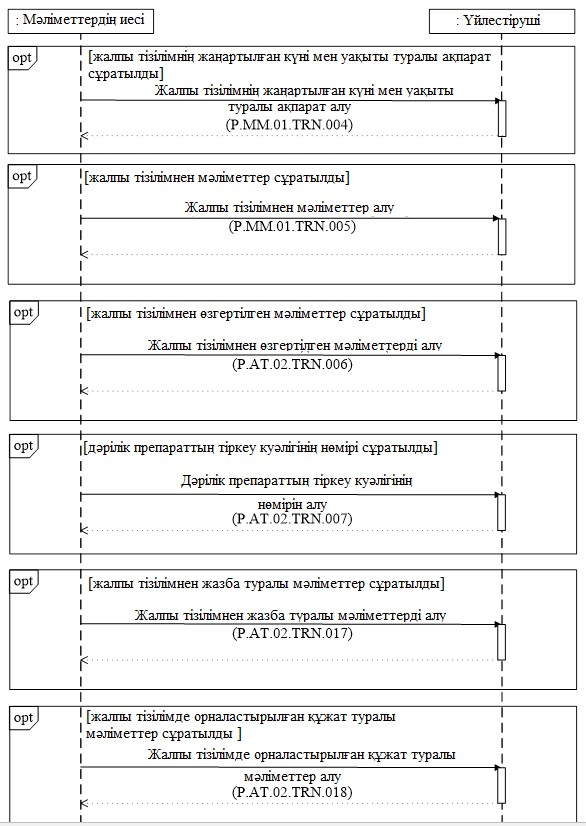 : Мәліметтердің иесі
: Үйлестіруші
opt
[жалпы тізілімнің жаңартылған күні мен уақыты туралы ақпарат
сұратылды]
Жалпы тізілімнің жаңартылған күні мен уақыты
туралы ақпарат алу
(P.MM.01.TRN.004)
opt
[жалпы тізілімнен мәліметтер сұратылды]
Жалпы тізілімнен мәліметтер алу
(P.MM.01.TRN.005)
opt
[жалпы тізілімнен өзгертілген мәліметтер сұратылды]
Жалпы тізілімнен өзгертілген мәліметтерді алу
(P.AT.02.TRN.006)
opt
[дәрілік препараттың тіркеу куәлігінің нөмірі сұратылды]
Дәрілік препараттың тіркеу куәлігінің
нөмірін алу
(P.AT.02.TRN.007)
opt
[жалпы тізілімнен жазба туралы мәліметтер сұратылды]
Жалпы тізілімнен жазба туралы мәліметтерді алу
(P.AT.02.TRN.017)
opt
[жалпы тізілімде орналастырылған құжат туралы
мәліметтер сұратылды ]
Жалпы тізілімде орналастырылған құжат туралы
мәліметтер алу
(P.AT.02.TRN.018)